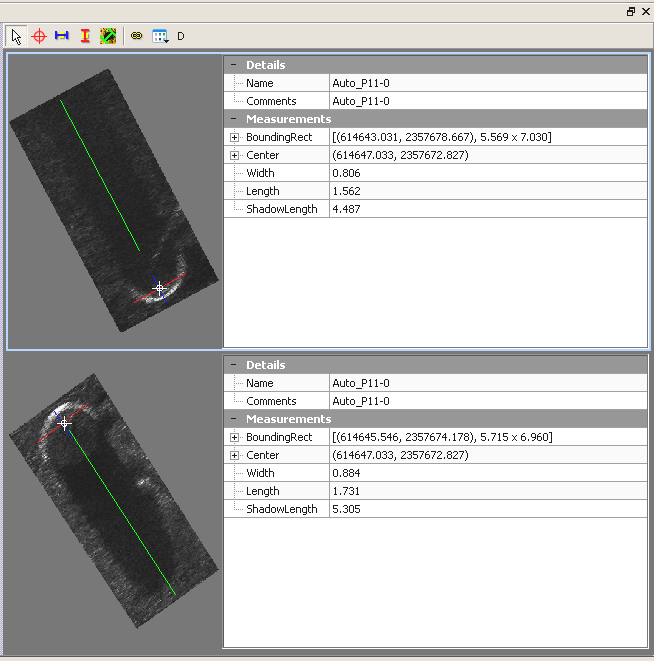 D
Details
Name Auto_P11-0
Comments Auto_P11-0
Measurements
BoundingRect [(614643.031, 2357678.667), 5.569 x 7.030]
Center (614647.033, 2357672.827)
Width 0.806
Length 1.562
ShadowLength 4.487
Details
Name Auto_P11-0
Comments Auto_P11-0
Measurements
BoundingRect [(614645.546, 2357674.178), 5.715 x 6.960]
Center (614647.033, 2357672.827)
Width 0.884
Length 1.731
ShadowLength 5.305